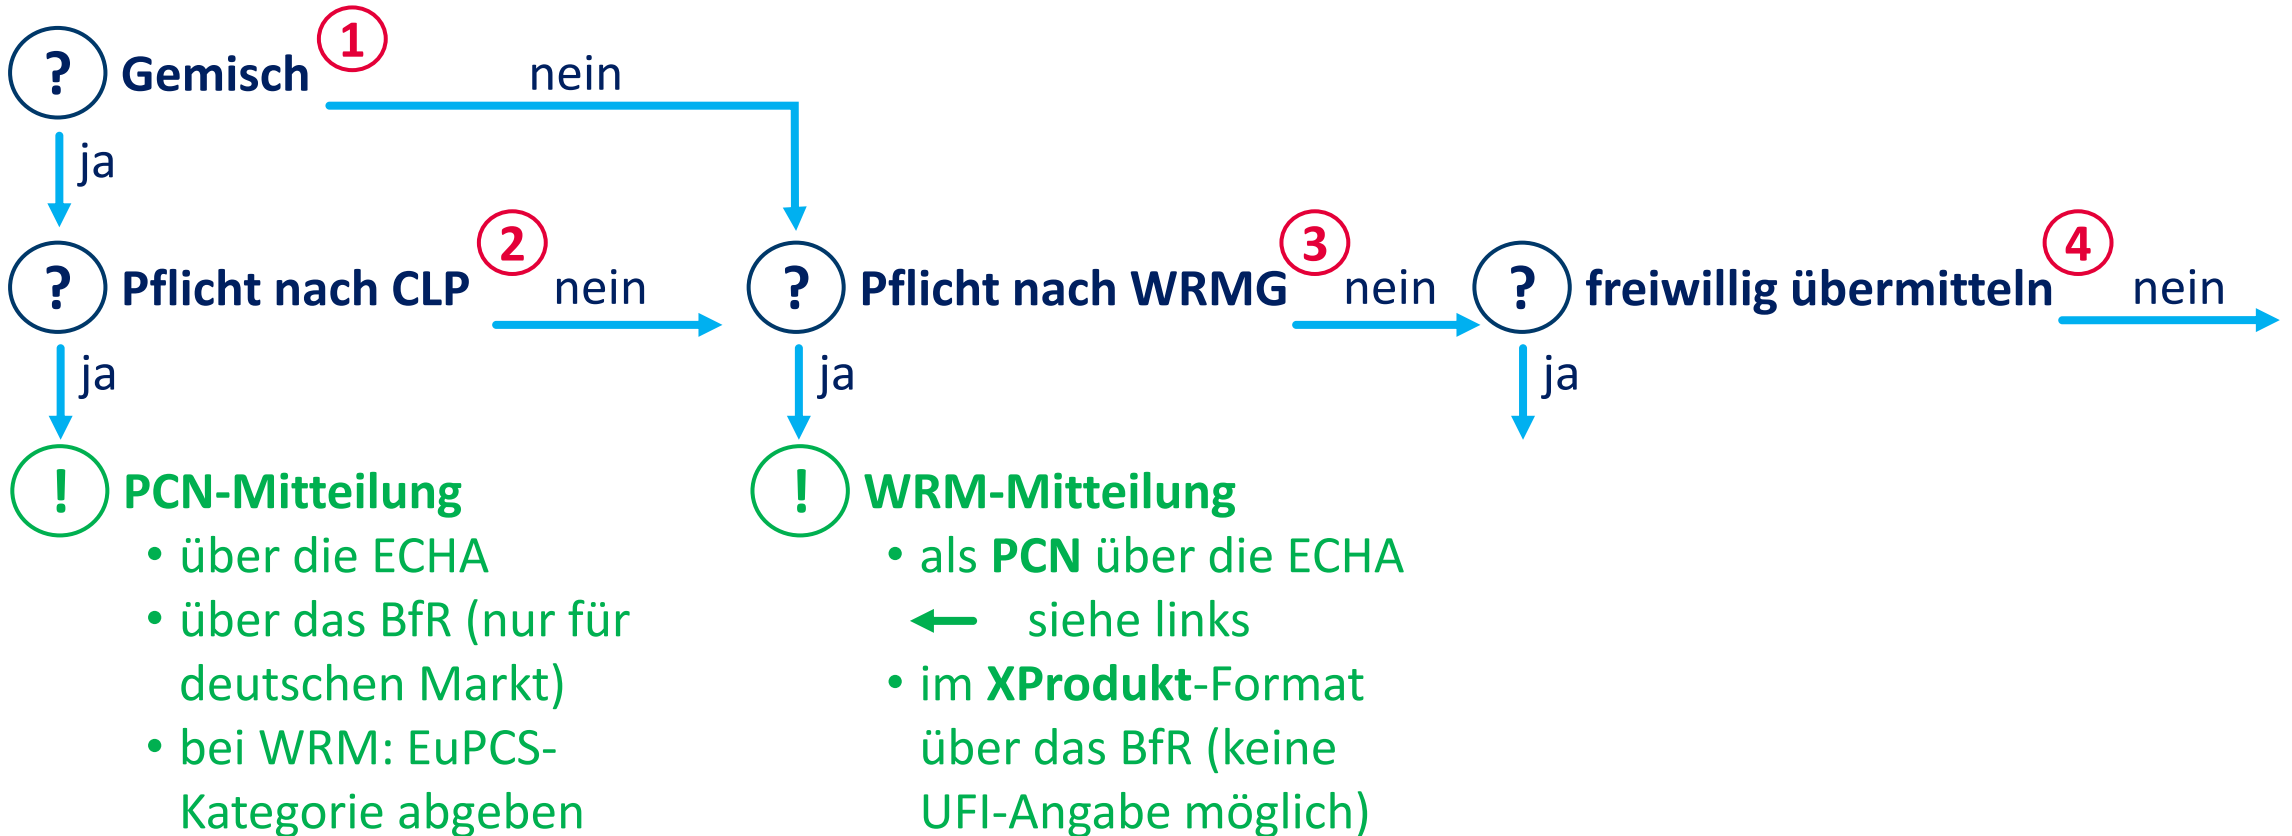 ? Gemisch 1 nein
ja
? Pflicht nach CLP 2 nein ? Pflicht nach WRMG 3 nein ? freiwillig übermitteln 4 nein
ja ja ja
! PCN-Mitteilung
• über die ECHA
• über das BfR (nur für
deutschen Markt)
• bei WRM: EuPCS-
Kategorie abgeben
! WRM-Mitteilung
• als PCN über die ECHA
siehe links
• im XProdukt-Format
über das BfR (keine
UFI-Angabe möglich)